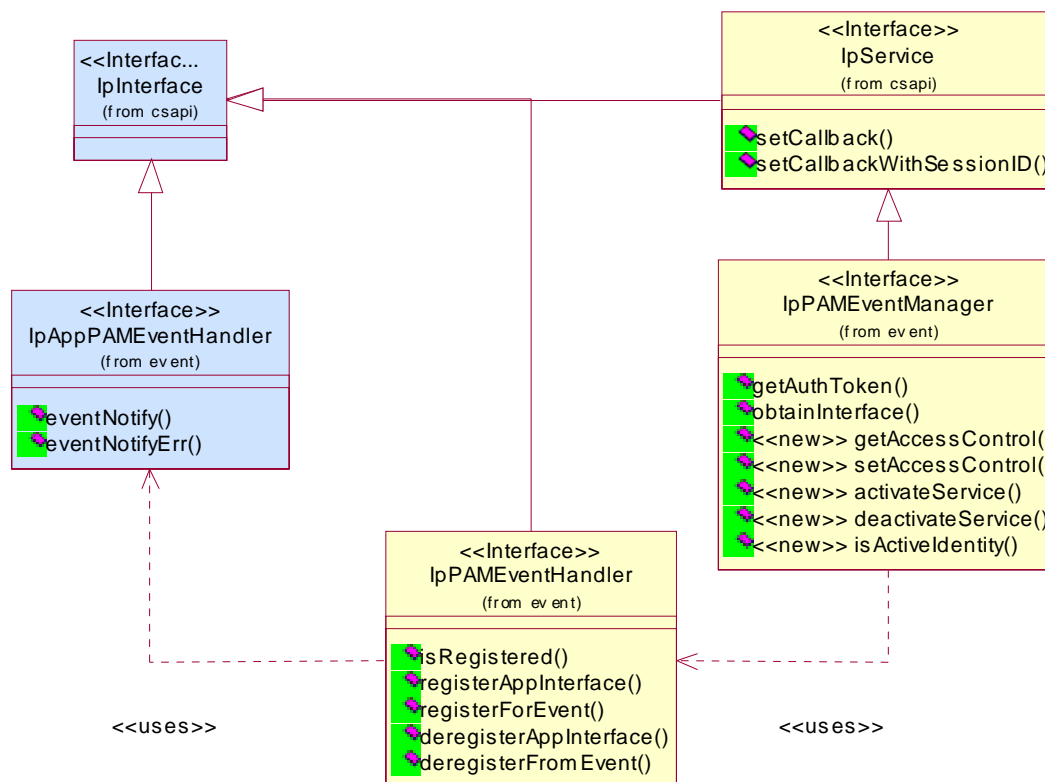 <<Interfac...
IpInterface
(from csapi)
<<Interface>>
IpService
(from csapi)
setCallback()
setCallbackWithSessionID()
<<Interface>>
IpAppPAMEventHandler
(from event)
eventNotify()
eventNotifyErr()
<<Interface>>
IpPAMEventManager
(from event)
getAuthToken()
obtainInterface()
<<new>> getAccessControl(
<<new>> setAccessControl(
<<new>> activateService()
<<new>> deactivateService()
<<new>> isActiveIdentity()
<<Interface>>
IpPAMEventHandler
(from event)
isRegistered()
registerAppInterface()
registerForEvent()
deregisterAppInterface()
deregisterFromEvent()
<<uses>>
<<uses>>